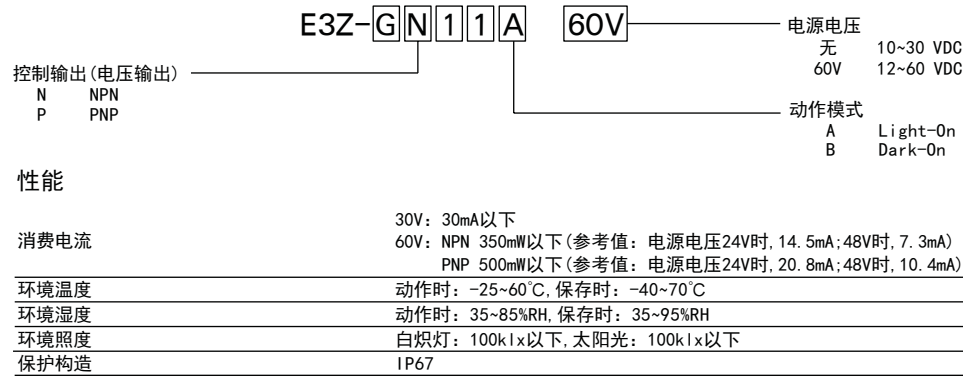 E3Z-GN11A 60V
电源电压
无 10~30 VDC
60V 12~60 VDC
控制输出(电压输出)
N NPN
P PNP
动作模式
A Light-On
B Dark-On
性能
消费电流
30V: 30mA以下
60V: NPN 350mW以下(参考值: 电源电压24V时,14.5mA;48V时,7.3mA)
PNP 500mW以下(参考值: 电源电压24V时,20.8mA;48V时,10.4mA)
环境温度 动作时: -25~60℃,保存时: -40~70℃
环境湿度 动作时: 35~85%RH,保存时: 35~95%RH
环境照度 白炽灯: 100klx以下,太阳光: 100klx以下
保护构造 IP67